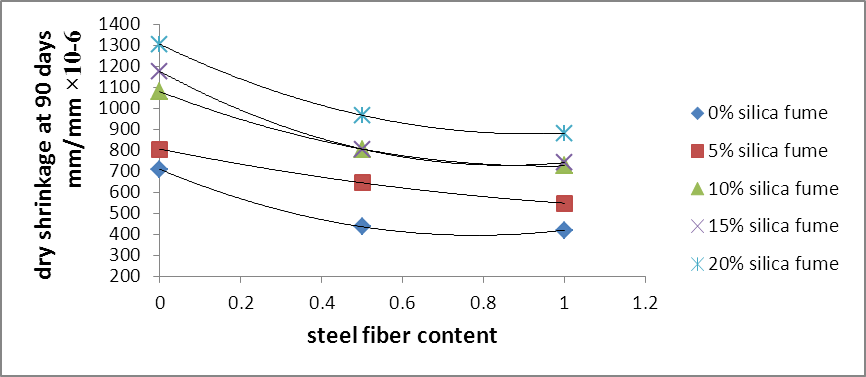 dry shrinkage at 90 days
mm/mm ×10-6
1400
1300
1200
1100
1000
900
800
700
600
500
400
300
200
0
0.2
0.4
0.6
0.8
1
1.2
steel fiber content
0% silica fume
5% silica fume
10% silica fume
15% silica fume
20% silica fume